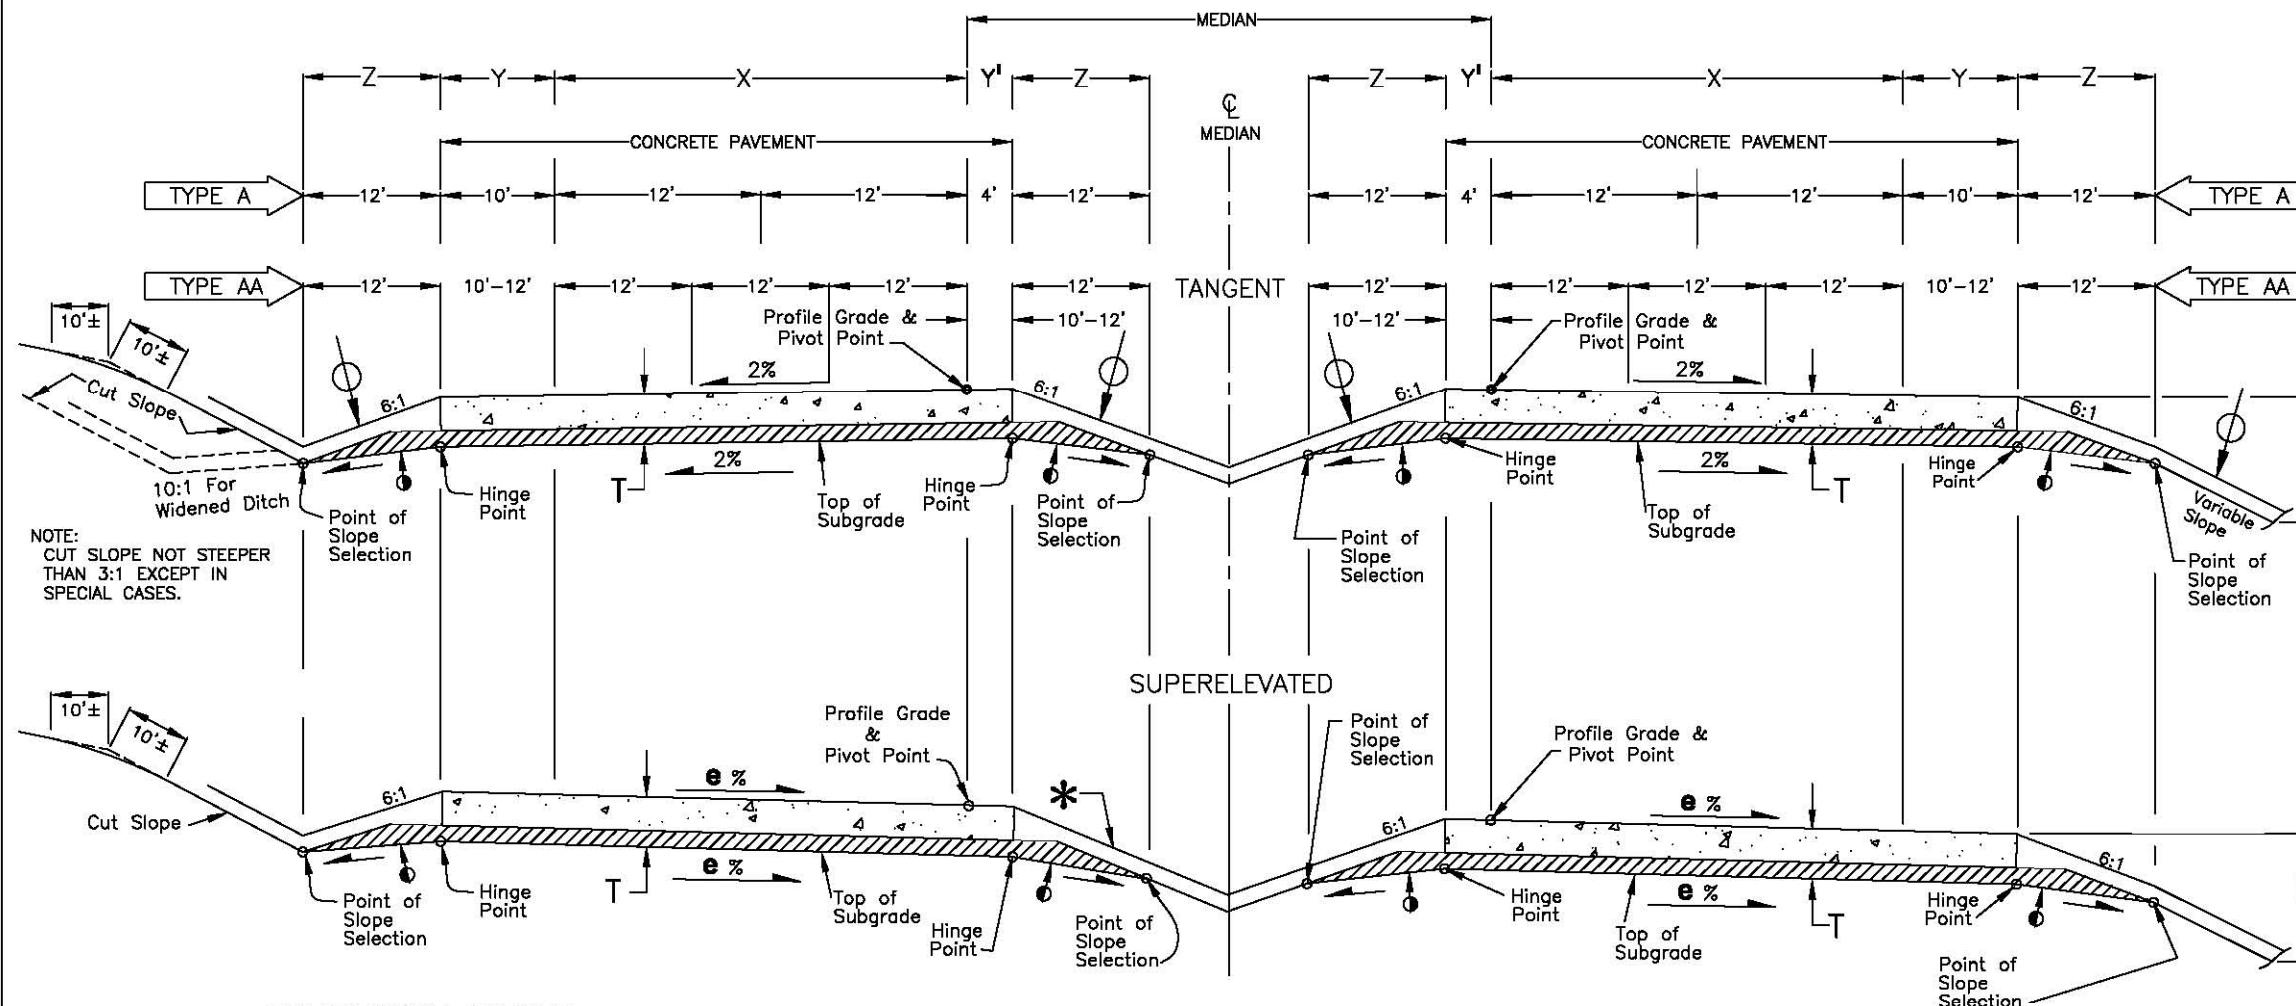 MEDIAN
Z Y X Y' Z Z Y' X Y Z
℄
MEDIAN
CONCRETE PAVEMENT CONCRETE PAVEMENT
TYPE A 12' 10' 12' 12' 4' 12' 12' 4' 12' 12' 10' 12' TYPE A
TYPE AA 12' 10'-12' 12' 12' 12' 12' TANGENT 12' 12' 12' 12' 10'-12' 12' TYPE AA
10'± 10'±
Profile Grade &
Pivot Point
10'-12' 10'-12'
Profile Grade &
Pivot Point
Cut Slope
6:1 2% 6:1 6:1 2% 6:1
2% 2%
10:1 For
Widened Ditch
Hinge
Point
T
Top of
Subgrade
Hinge
Point
Point of
Slope
Selection
Hinge
Point
Top of
Subgrade
T
Hinge
Point
Variable
Slope
Point of
Slope
Selection
Point of
Slope
Selection
Point of
Slope
Selection
NOTE:
CUT SLOPE NOT STEEPER
THAN 3:1 EXCEPT IN
SPECIAL CASES.
SUPERELEVATED
10'± 10'±
Profile Grade
&
Pivot Point
Point of
Slope
Selection
Profile Grade &
Pivot Point
Cut Slope
6:1 e % * 6:1 e % 6:1
e % e %
Point of
Slope
Selection
Hinge
Point
T
Top of
Subgrade
Hinge
Point
Point of
Slope
Selection
Hinge
Point
Top of
Subgrade
T
Hinge
Point
Point of
Slope
Selection